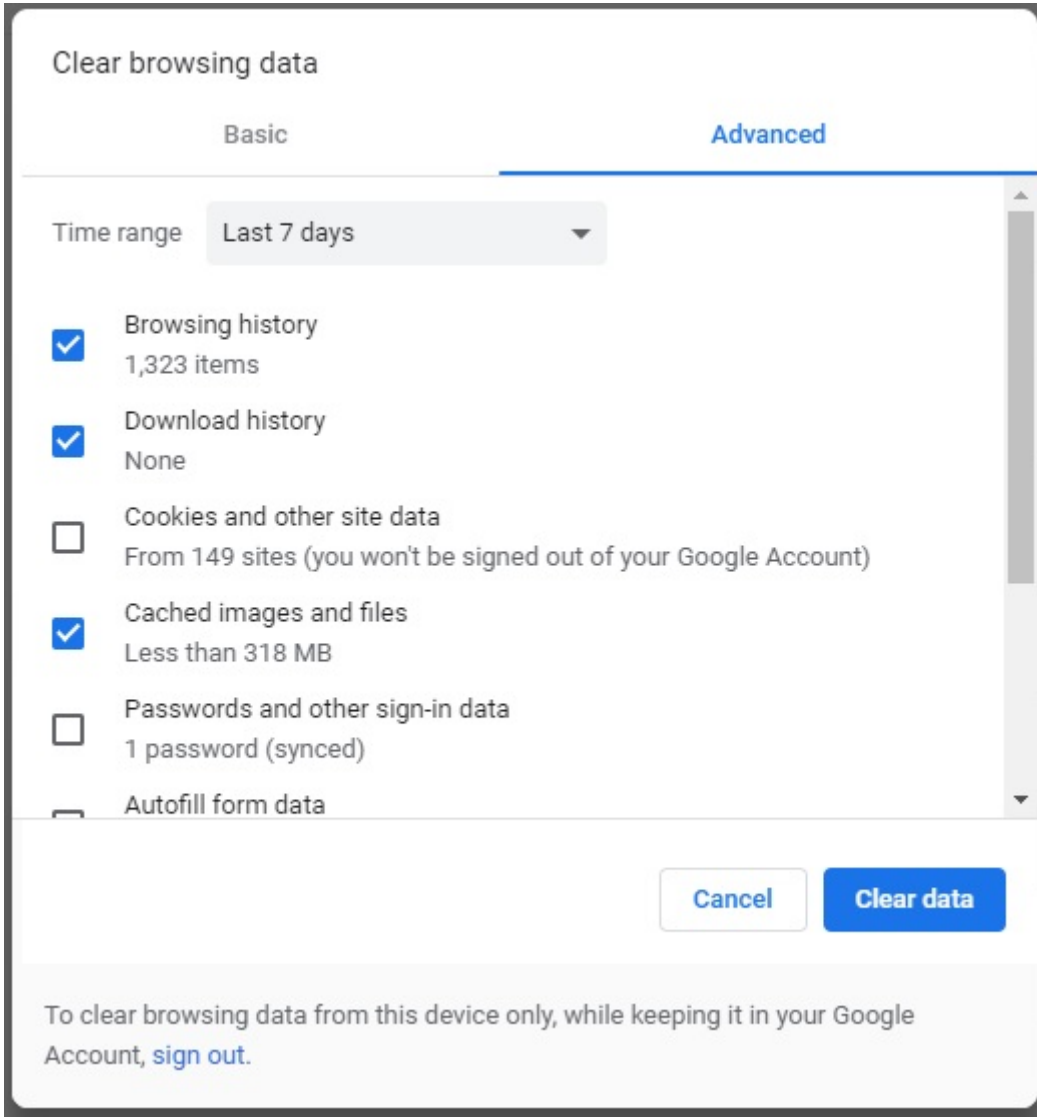 Clear browsing data
Basic
Advanced
Time range
Last 7 days
Browsing history
1,323 items
Download history
None
Cookies and other site data
From 149 sites (you won't be signed out of your Google Account)
Cached images and files
Less than 318 MB
Passwords and other sign-in data
1 password (synced)
Autofill form data
Cancel
Clear data
To clear browsing data from this device only, while keeping it in your Google
Account, sign out.